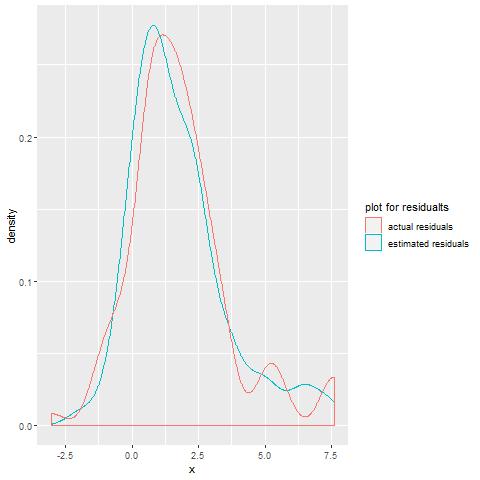 0.2
0.1
0.0
density
-2.5
0.0
2.5
5.0
7.5
x
plot for residualts
actual residuals
estimated residuals